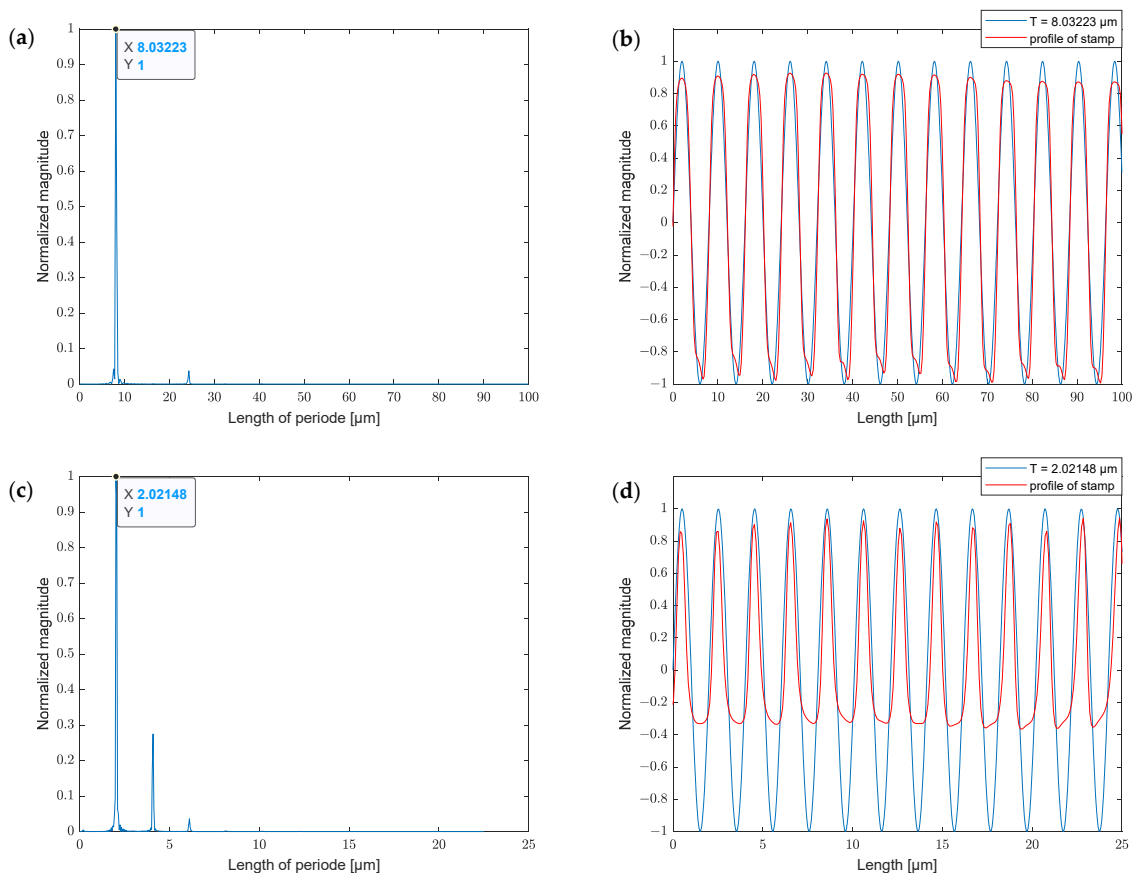 (a)
X 8.03223
Y 1
Normalized magnitude
1
0.9
0.8
0.7
0.6
0.5
0.4
0.3
0.2
0.1
0
0 10 20 30 40 50 60 70 80 90 100
Length of periode [µm]
(b)
T = 8.03223 µm
profile of stamp
Normalized magnitude
1
0.8
0.6
0.4
0.2
0
−0.2
−0.4
−0.6
−0.8
−1
0 10 20 30 40 50 60 70 80 90 100
Length [µm]
(c)
X 2.02148
Y 1
Normalized magnitude
1
0.9
0.8
0.7
0.6
0.5
0.4
0.3
0.2
0.1
0
0 5 10 15 20 25
Length of periode [µm]
(d)
T = 2.02148 µm
profile of stamp
Normalized magnitude
1
0.8
0.6
0.4
0.2
0
−0.2
−0.4
−0.6
−0.8
−1
0 5 10 15 20 25
Length [µm]